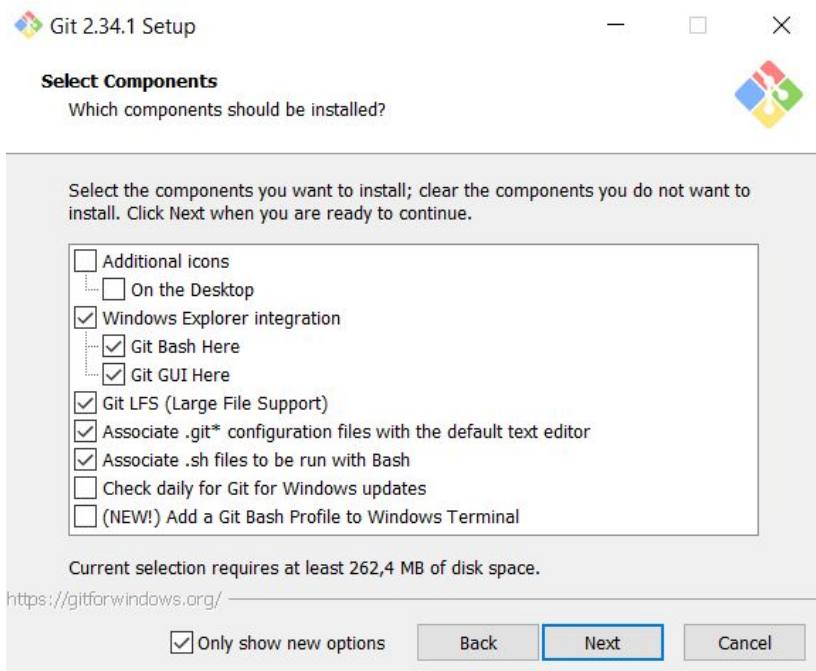 Git 2.34.1 Setup
Select Components
Which components should be installed?
Select the components you want to install; clear the components you do not want to
install. Click Next when you are ready to continue.
Additional icons
On the Desktop
Windows Explorer integration
Git Bash Here
Git GUI Here
Git LFS (Large File Support)
Associate .git* configuration files with the default text editor
Associate .sh files to be run with Bash
Check daily for Git for Windows updates
(NEW!) Add a Git Bash Profile to Windows Terminal
Current selection requires at least 262,4 MB of disk space.
https://gitforwindows.org/
Only show new options Back Next Cancel